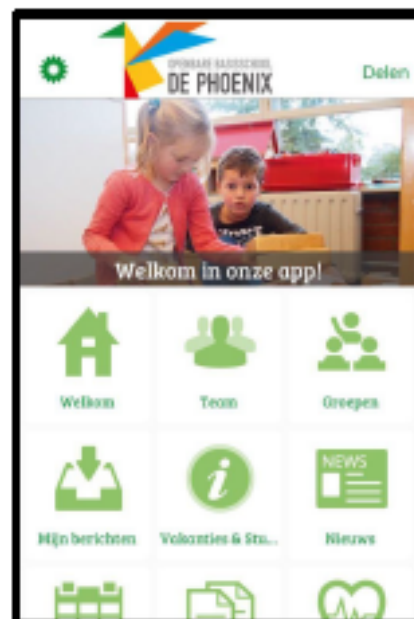 OPENBARE BASISSCHOOL
DE PHOENIX
Delen
Welkom in onze app!
Welkom
Team
Groepen
NEWS
Mijn berichten
Vakanties & Stu...
Nieuws